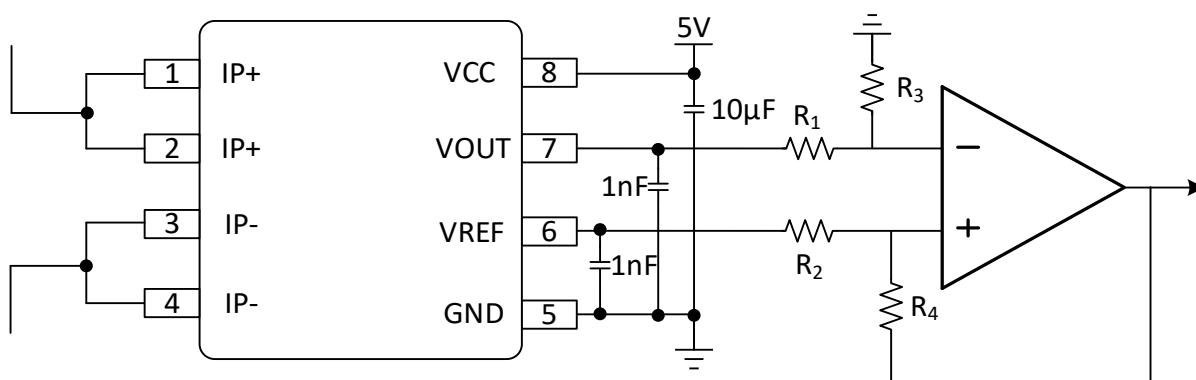 5V
1 IP+ VCC 8
10µF
R₁
R₃
2 IP+ VOUT 7
−
1nF
3 IP- VREF 6
+
1nF
R₂
4 IP- GND 5
R₄